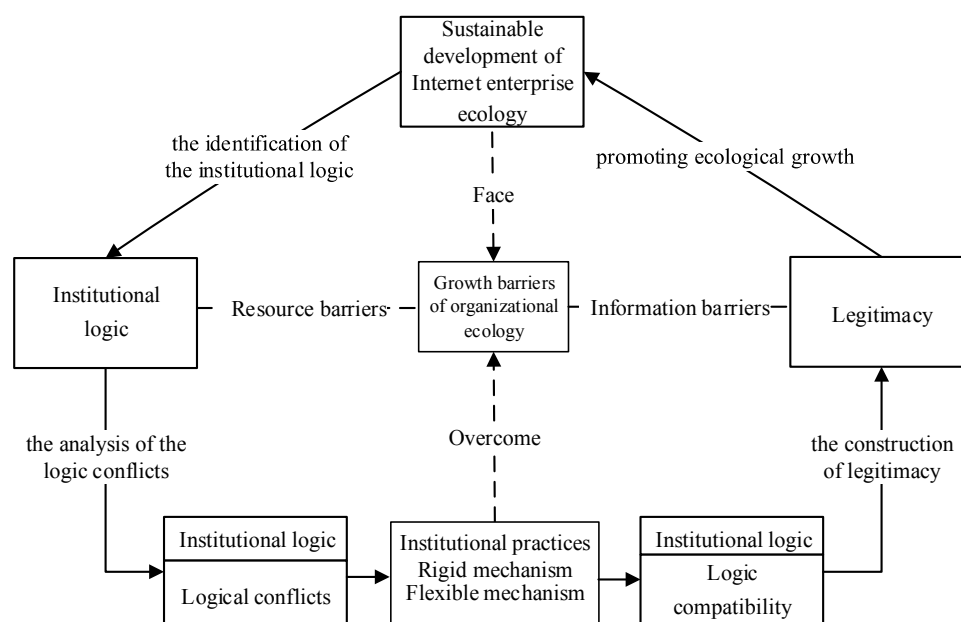 Sustainable
development of
Internet enterprise
ecology
the identification of
the institutional logic
promoting ecological growth
Face
Institutional
logic
Resource barriers
Growth barriers
of organizational
ecology
Information barriers
Legitimacy
the analysis of the
logic conflicts
Overcome
the construction
of legitimacy
Institutional logic
Logical conflicts
Institutional practices
Rigid mechanism
Flexible mechanism
Institutional logic
Logic
compatibility